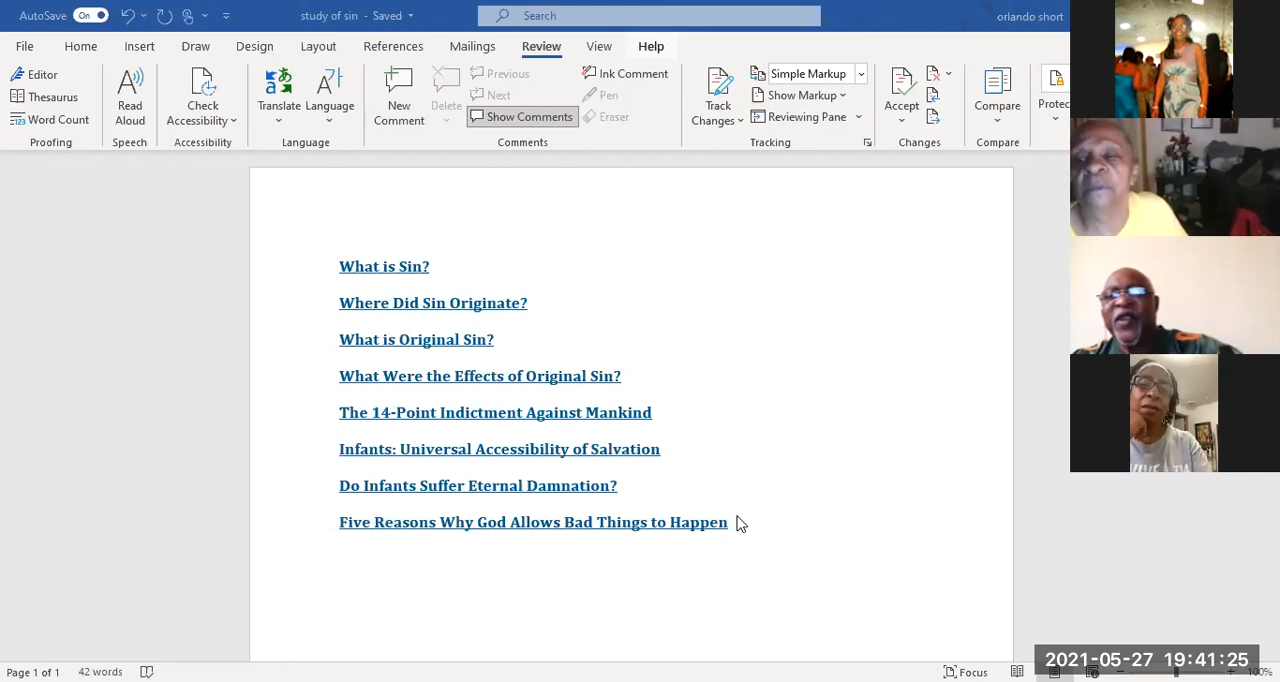 AutoSave On study of sin - Saved Search orlando short
File Home Insert Draw Design Layout References Mailings Review View Help
Editor
Thesaurus
Word Count
Proofing
Read Aloud
Speech
Check Accessibility
Accessibility
Translate Language
Language
New Comment
Delete
Previous
Next
Show Comments
Ink Comment
Pen
Eraser
Comments
Track Changes
Simple Markup
Show Markup
Reviewing Pane
Tracking
Accept
Changes
Compare
Compare
What is Sin?
Where Did Sin Originate?
What is Original Sin?
What Were the Effects of Original Sin?
The 14-Point Indictment Against Mankind
Infants: Universal Accessibility of Salvation
Do Infants Suffer Eternal Damnation?
Five Reasons Why God Allows Bad Things to Happen
Page 1 of 1 42 words Focus 100%
2021-05-27 19:41:25